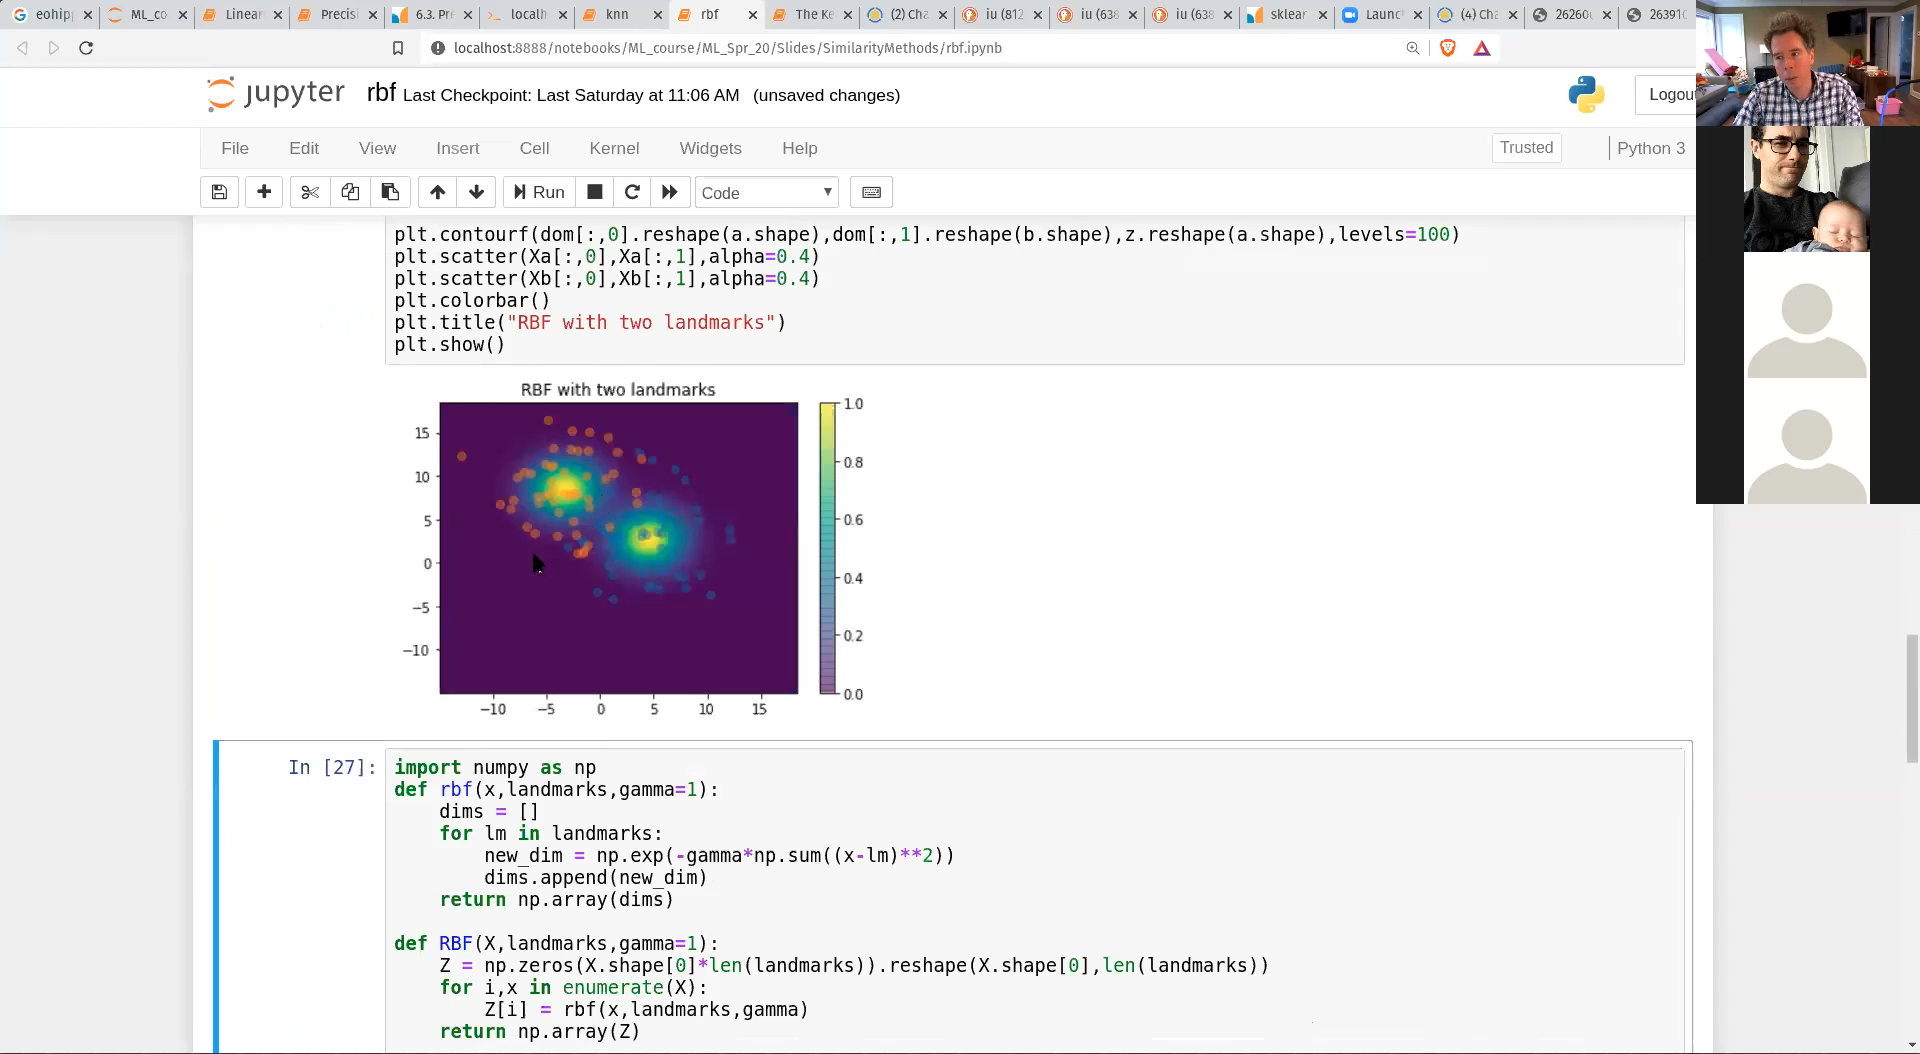 eohip
ML_co
Linear
Precisi
6.3. Pr
localh
knn
rbf
The Ke
(2) Cha
iu (812
iu (638
iu (638
sklear
Launc
(4) Cha
26260
26391
localhost:8888/notebooks/ML_course/ML_Spr_20/Slides/SimilarityMethods/rbf.ipynb
jupyter rbf Last Checkpoint: Last Saturday at 11:06 AM (unsaved changes)
Logou
File Edit View Insert Cell Kernel Widgets Help
Trusted
Python 3
Run
Code
plt.contourf(dom[:,0].reshape(a.shape),dom[:,1].reshape(b.shape),z.reshape(a.shape),levels=100)
plt.scatter(Xa[:,0],Xa[:,1],alpha=0.4)
plt.scatter(Xb[:,0],Xb[:,1],alpha=0.4)
plt.colorbar()
plt.title("RBF with two landmarks")
plt.show()
RBF with two landmarks
15
10
5
0
−5
−10
−10 −5 0 5 10 15
1.0
0.8
0.6
0.4
0.2
0.0
In [27]:
import numpy as np
def rbf(x,landmarks,gamma=1):
    dims = []
    for lm in landmarks:
        new_dim = np.exp(-gamma*np.sum((x-lm)**2))
        dims.append(new_dim)
    return np.array(dims)
def RBF(X,landmarks,gamma=1):
    Z = np.zeros(X.shape[0]*len(landmarks)).reshape(X.shape[0],len(landmarks))
    for i,x in enumerate(X):
        Z[i] = rbf(x,landmarks,gamma)
    return np.array(Z)